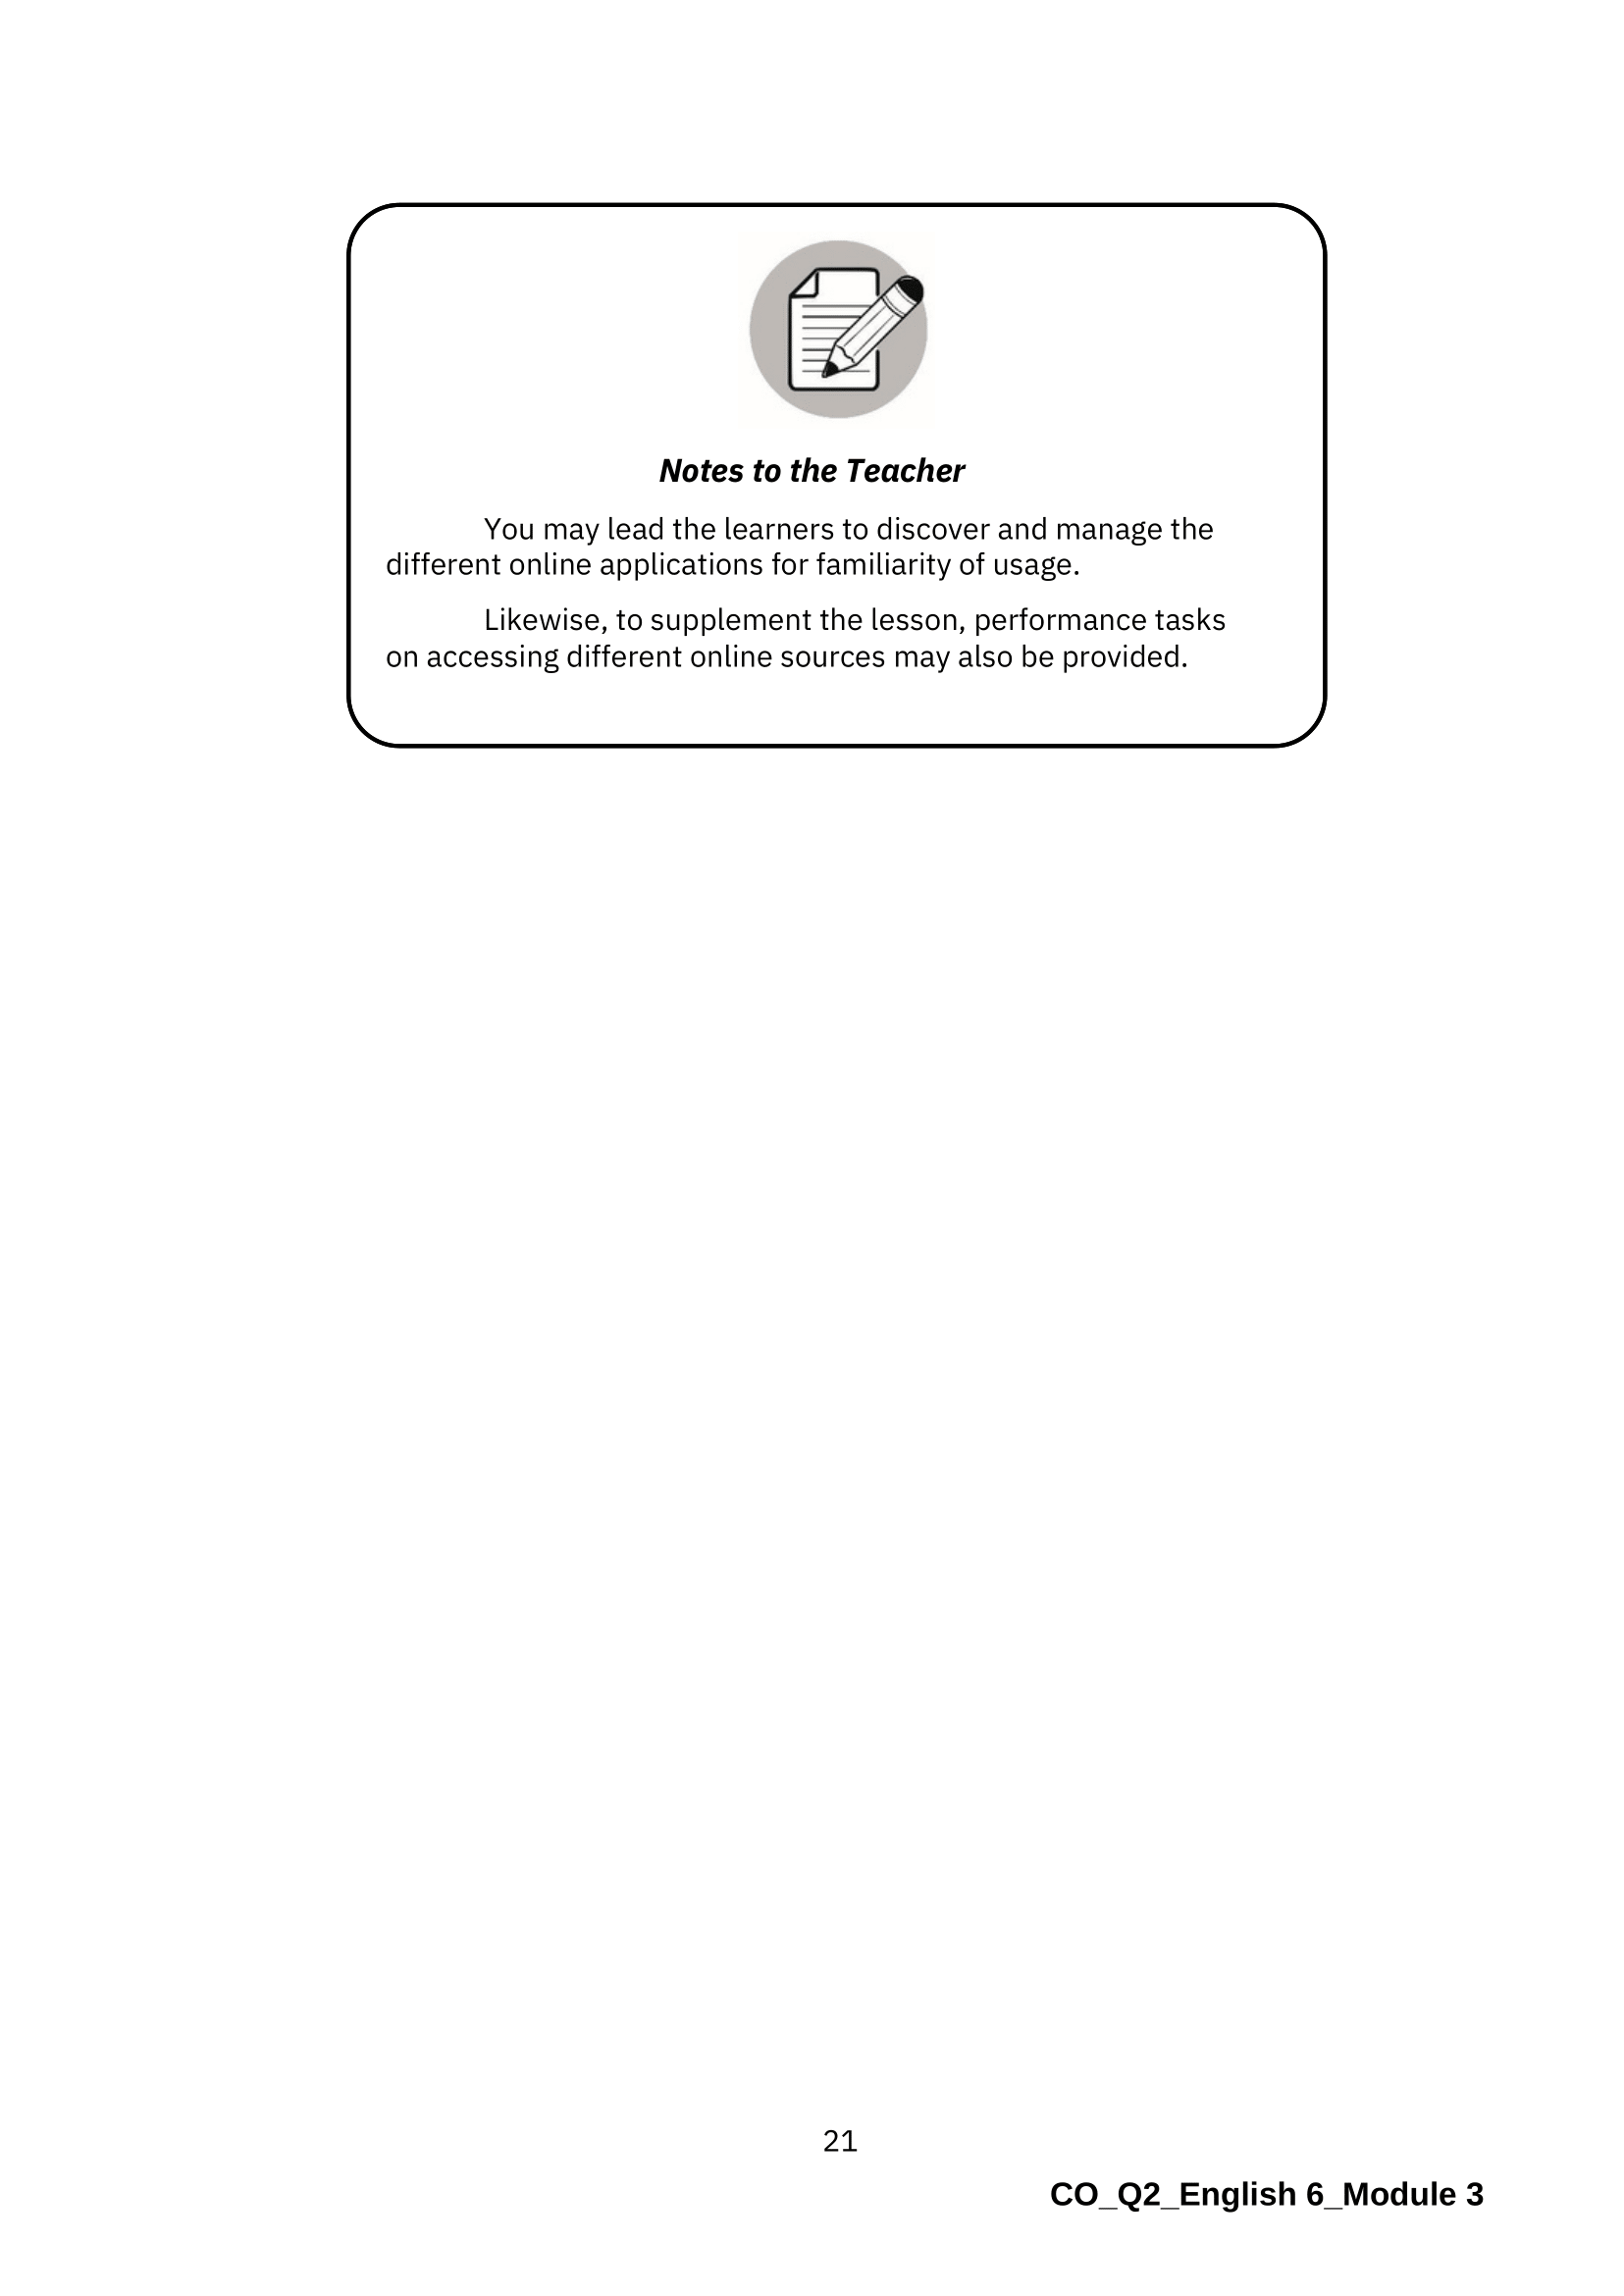 Notes to the Teacher
You may lead the learners to discover and manage the
different online applications for familiarity of usage.
Likewise, to supplement the lesson, performance tasks
on accessing different online sources may also be provided.
21
CO_Q2_English 6_Module 3